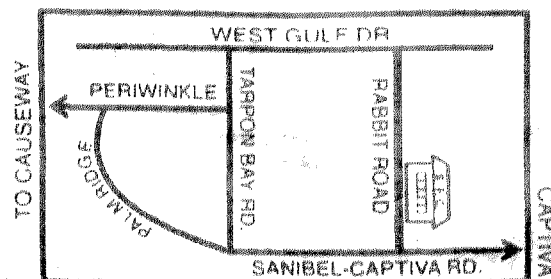 WEST GULF DR
PERIWINKLE
TO CAUSEWAY
TARPON BAY RD.
RABBIT ROAD
PALM RIDGE
CAPTIVA
SANIBEL-CAPTIVA RD.